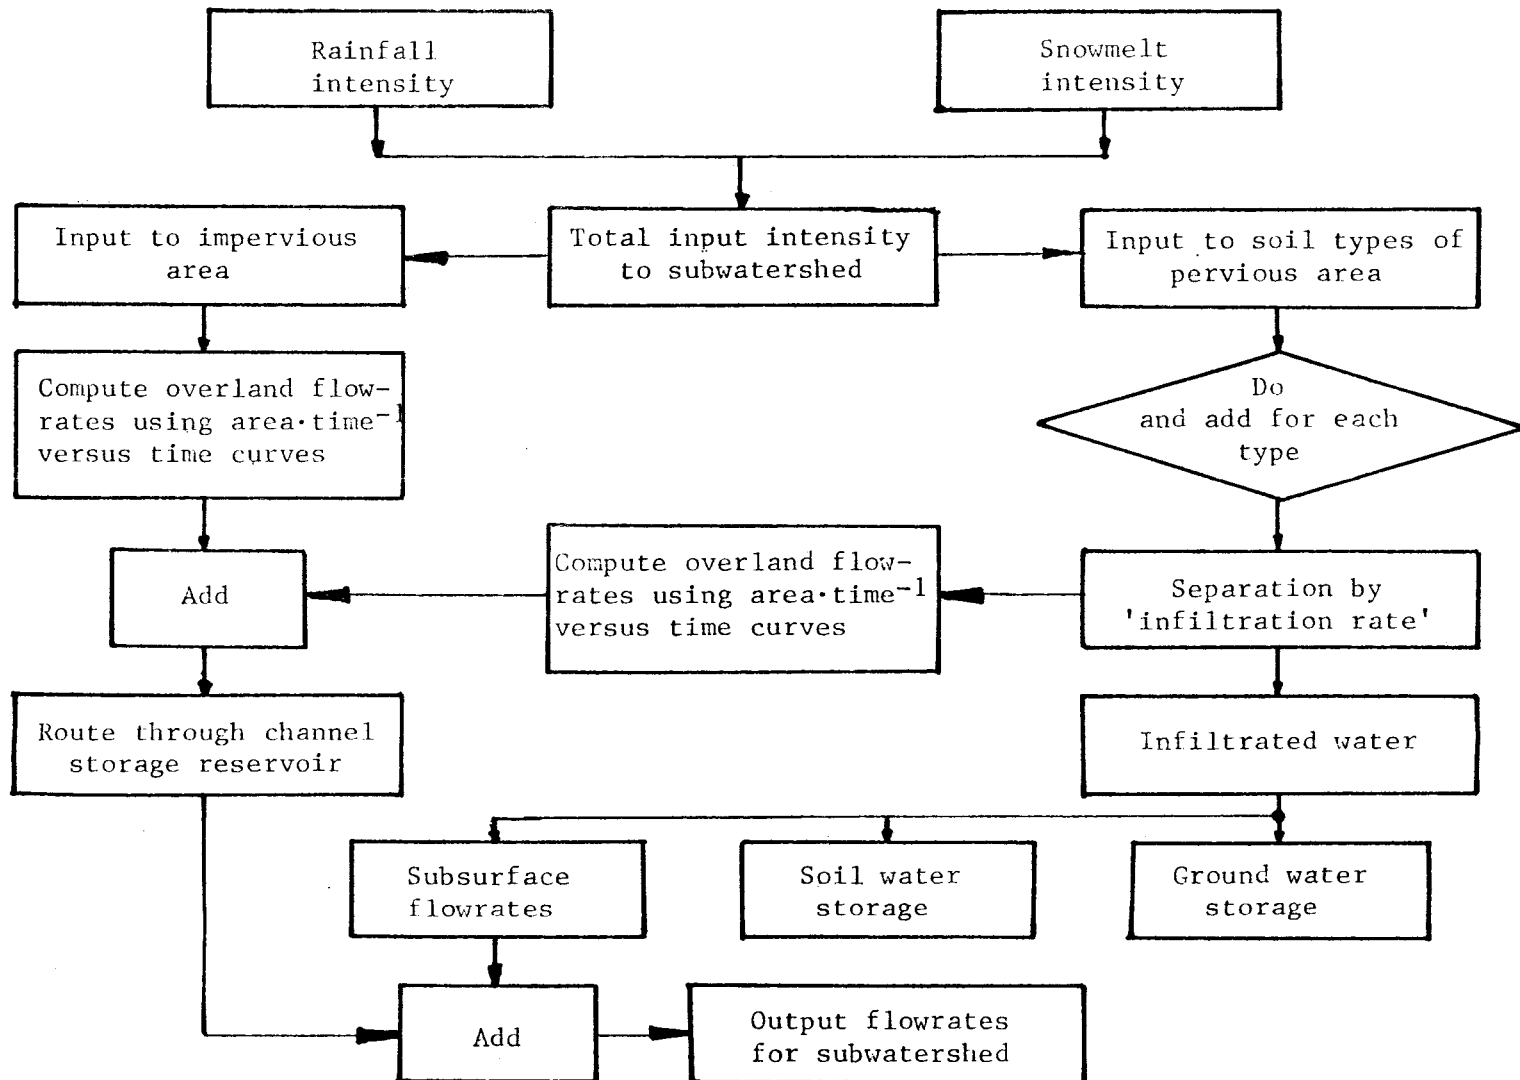 Rainfall
intensity
Snowmelt
intensity
Input to impervious
area
Total input intensity
to subwatershed
Input to soil types of
pervious area
Compute overland flow-
rates using area·time⁻¹
versus time curves
Do
and add for each
type
Add
Compute overland flow-
rates using area·time⁻¹
versus time curves
Separation by
'infiltration rate'
Route through channel
storage reservoir
Infiltrated water
Subsurface
flowrates
Soil water
storage
Ground water
storage
Add
Output flowrates
for subwatershed